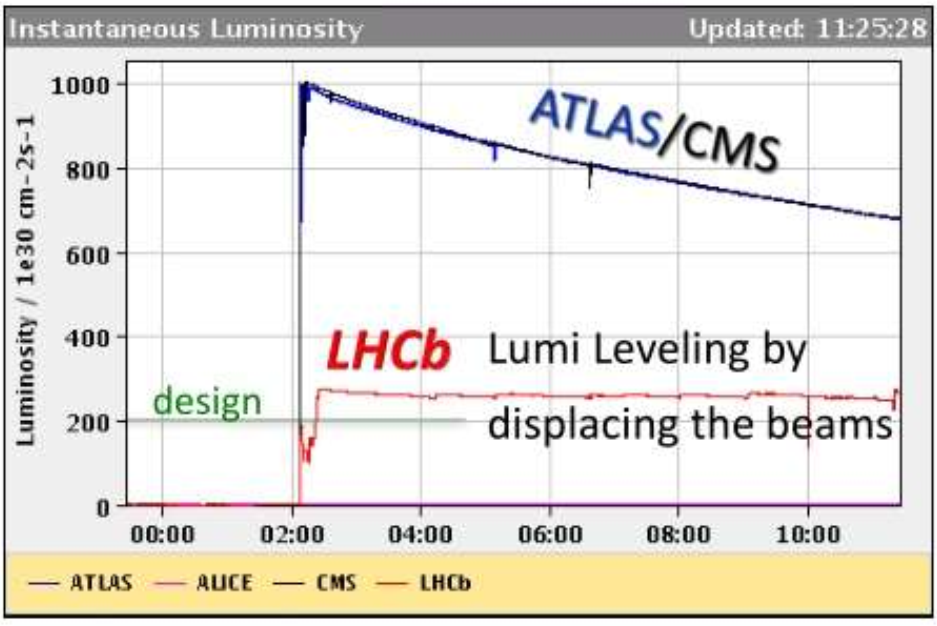 Instantaneous Luminosity Updated: 11:25:28
Luminosity / 1e30 cm-2s-1
1000
800
600
400
200
0
ATLAS/CMS
LHCb Lumi Leveling by
displacing the beams
design
00:00 02:00 04:00 06:00 08:00 10:00
ATLAS ALICE CMS LHCb